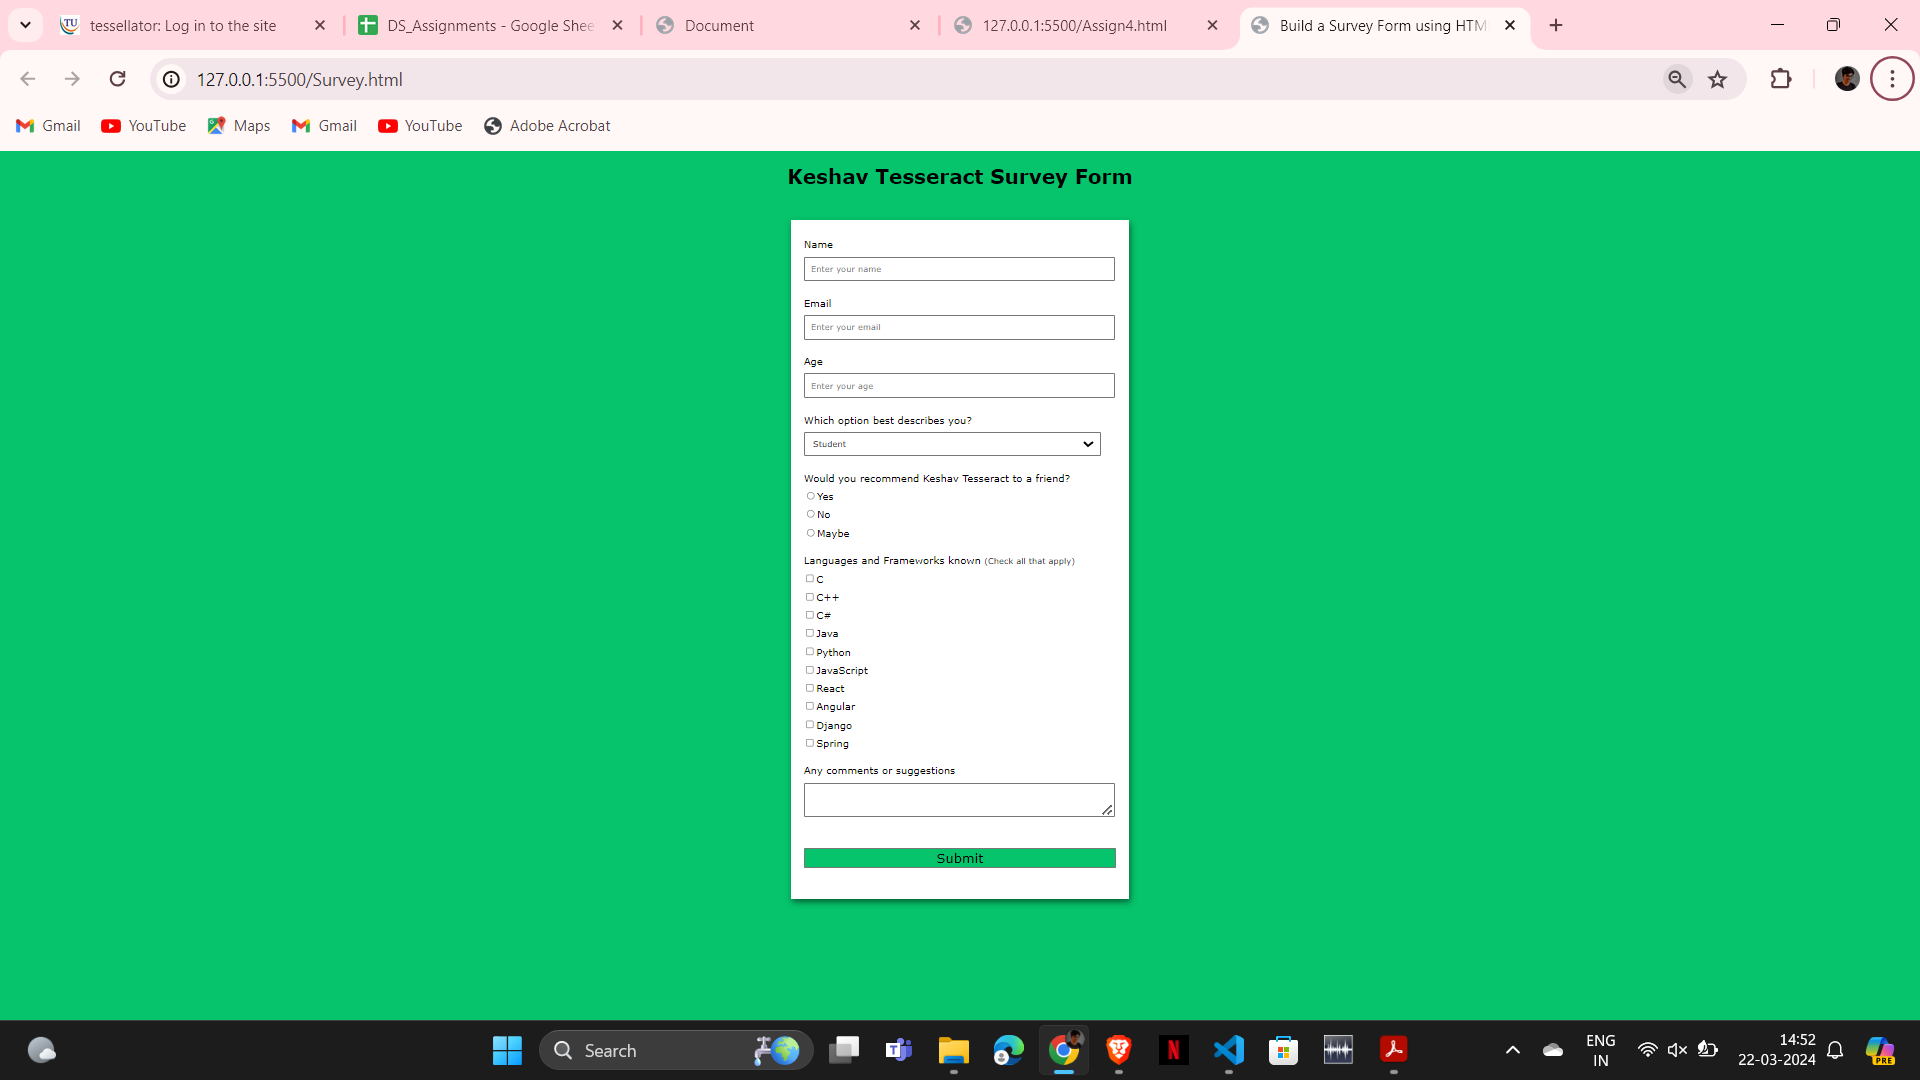 tessellator: Log in to the site
DS_Assignments - Google Shee
Document
127.0.0.1:5500/Assign4.html
Build a Survey Form using HTM
127.0.0.1:5500/Survey.html
Gmail
YouTube
Maps
Gmail
YouTube
Adobe Acrobat
Keshav Tesseract Survey Form
Name
Enter your name
Email
Enter your email
Age
Enter your age
Which option best describes you?
Student
Would you recommend Keshav Tesseract to a friend?
Yes
No
Maybe
Languages and Frameworks known (Check all that apply)
C
C++
C#
Java
Python
JavaScript
React
Angular
Django
Spring
Any comments or suggestions
Submit
Search
ENG
IN
14:52
22-03-2024
PRE